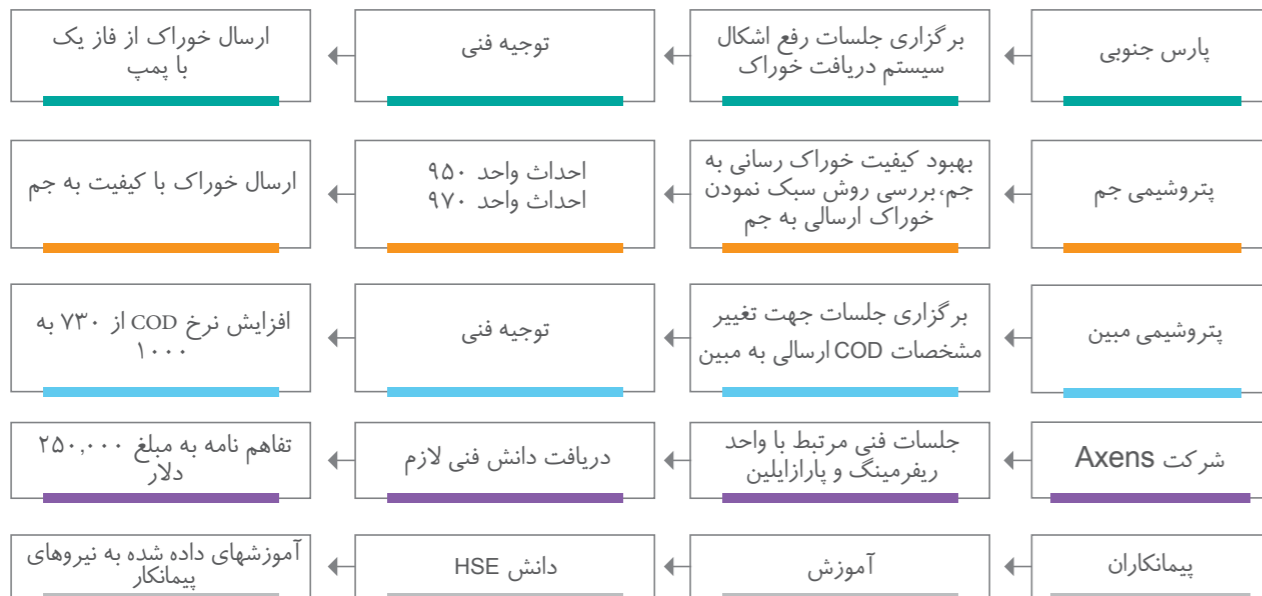 پارس جنوبی
برگزاری جلسات رفع اشکال
سیستم دریافت خوراک
توجیه فنی
ارسال خوراک از فاز یک
با پمپ
پتروشیمی جم
بهبود کیفیت خوراک رسانی به
جم،بررسی روش سبک نمودن
خوراک ارسالی به جم
احداث واحد ۹۵۰
احداث واحد ۹۷۰
ارسال خوراک با کیفیت به جم
پتروشیمی مبین
برگزاری جلسات جهت تغییر
مشخصات COD ارسالی به مبین
توجیه فنی
افزایش نرخ COD از ۷۳۰ به
۱۰۰۰
شرکت Axens
جلسات فنی مرتبط با واحد
ریفرمینگ و پارازایلین
دریافت دانش فنی لازم
تفاهم نامه به مبلغ ۲۵۰,۰۰۰
دلار
پیمانکاران
آموزش
دانش HSE
آموزشهای داده شده به نیروهای
پیمانکار